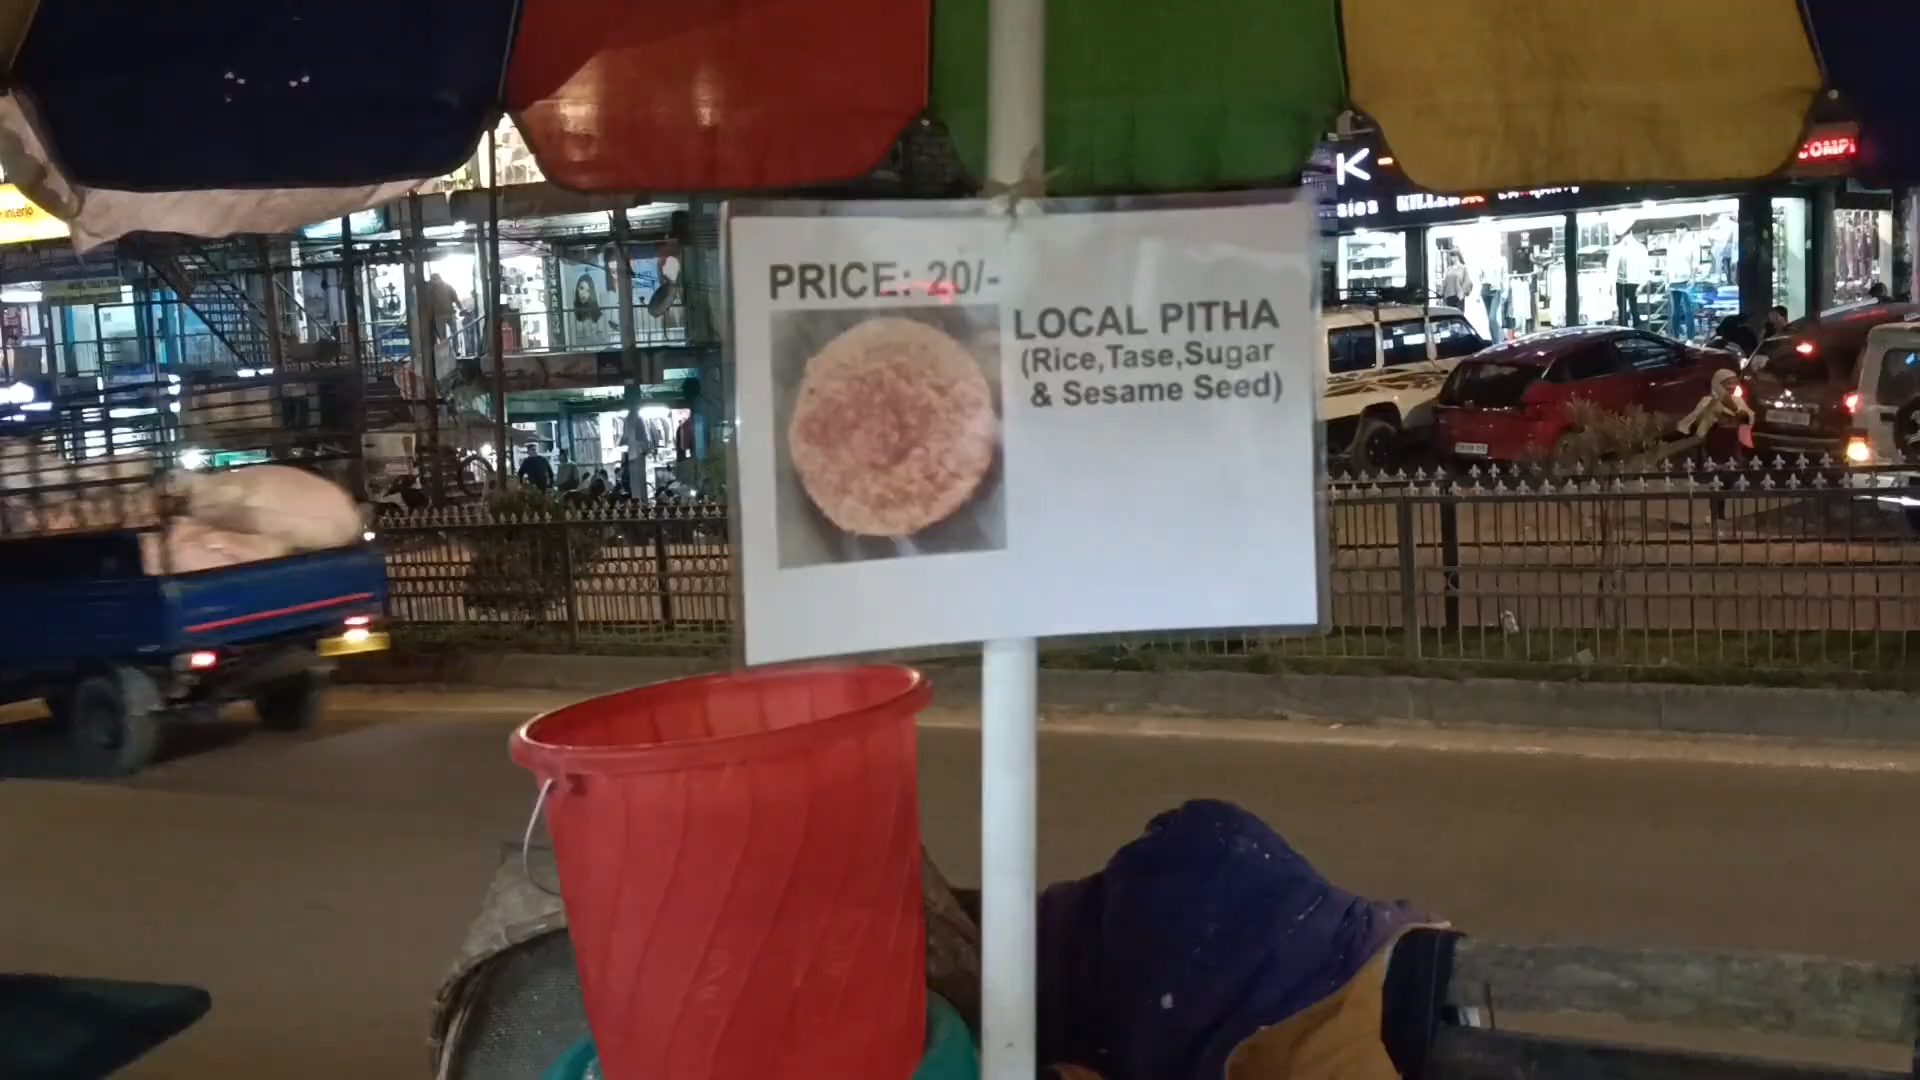 PRICE: 20/-
LOCAL PITHA
(Rice,Tase,Sugar
& Sesame Seed)
K
COMP